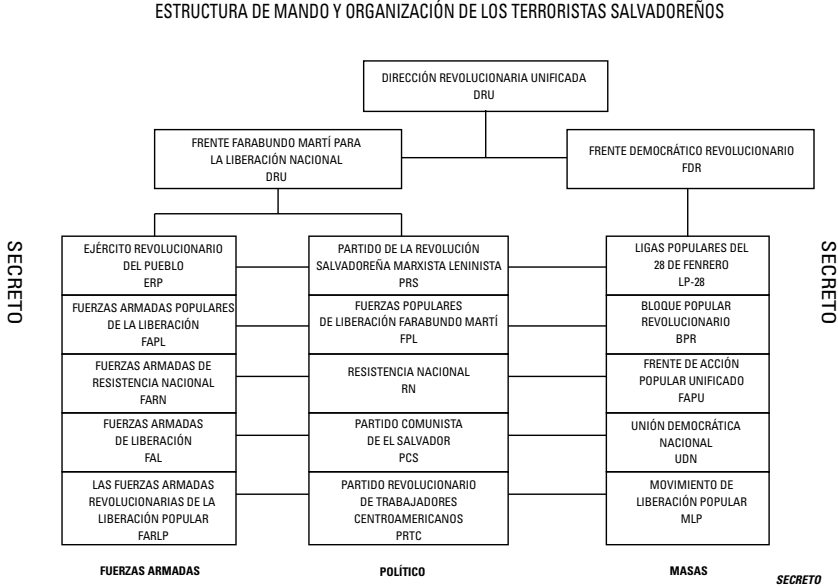 ESTRUCTURA DE MANDO Y ORGANIZACIÓN DE LOS TERRORISTAS SALVADOREÑOS
DIRECCIÓN REVOLUCIONARIA UNIFICADA
DRU
FRENTE FARABUNDO MARTÍ PARA
LA LIBERACIÓN NACIONAL
DRU
FRENTE DEMOCRÁTICO REVOLUCIONARIO
FDR
SECRETO
EJÉRCITO REVOLUCIONARIO
DEL PUEBLO
ERP
PARTIDO DE LA REVOLUCIÓN
SALVADOREÑA MARXISTA LENINISTA
PRS
LIGAS POPULARES DEL
28 DE FENRERO
LP-28
SECRETO
FUERZAS ARMADAS POPULARES
DE LA LIBERACIÓN
FAPL
FUERZAS POPULARES
DE LIBERACIÓN FARABUNDO MARTÍ
FPL
BLOQUE POPULAR
REVOLUCIONARIO
BPR
FUERZAS ARMADAS DE
RESISTENCIA NACIONAL
FARN
RESISTENCIA NACIONAL
RN
FRENTE DE ACCIÓN
POPULAR UNIFICADO
FAPU
FUERZAS ARMADAS
DE LIBERACIÓN
FAL
PARTIDO COMUNISTA
DE EL SALVADOR
PCS
UNIÓN DEMOCRÁTICA
NACIONAL
UDN
LAS FUERZAS ARMADAS
REVOLUCIONARIAS DE LA
LIBERACIÓN POPULAR
FARLP
PARTIDO REVOLUCIONARIO
DE TRABAJADORES
CENTROAMERICANOS
PRTC
MOVIMIENTO DE
LIBERACIÓN POPULAR
MLP
FUERZAS ARMADAS
POLÍTICO
MASAS
SECRETO